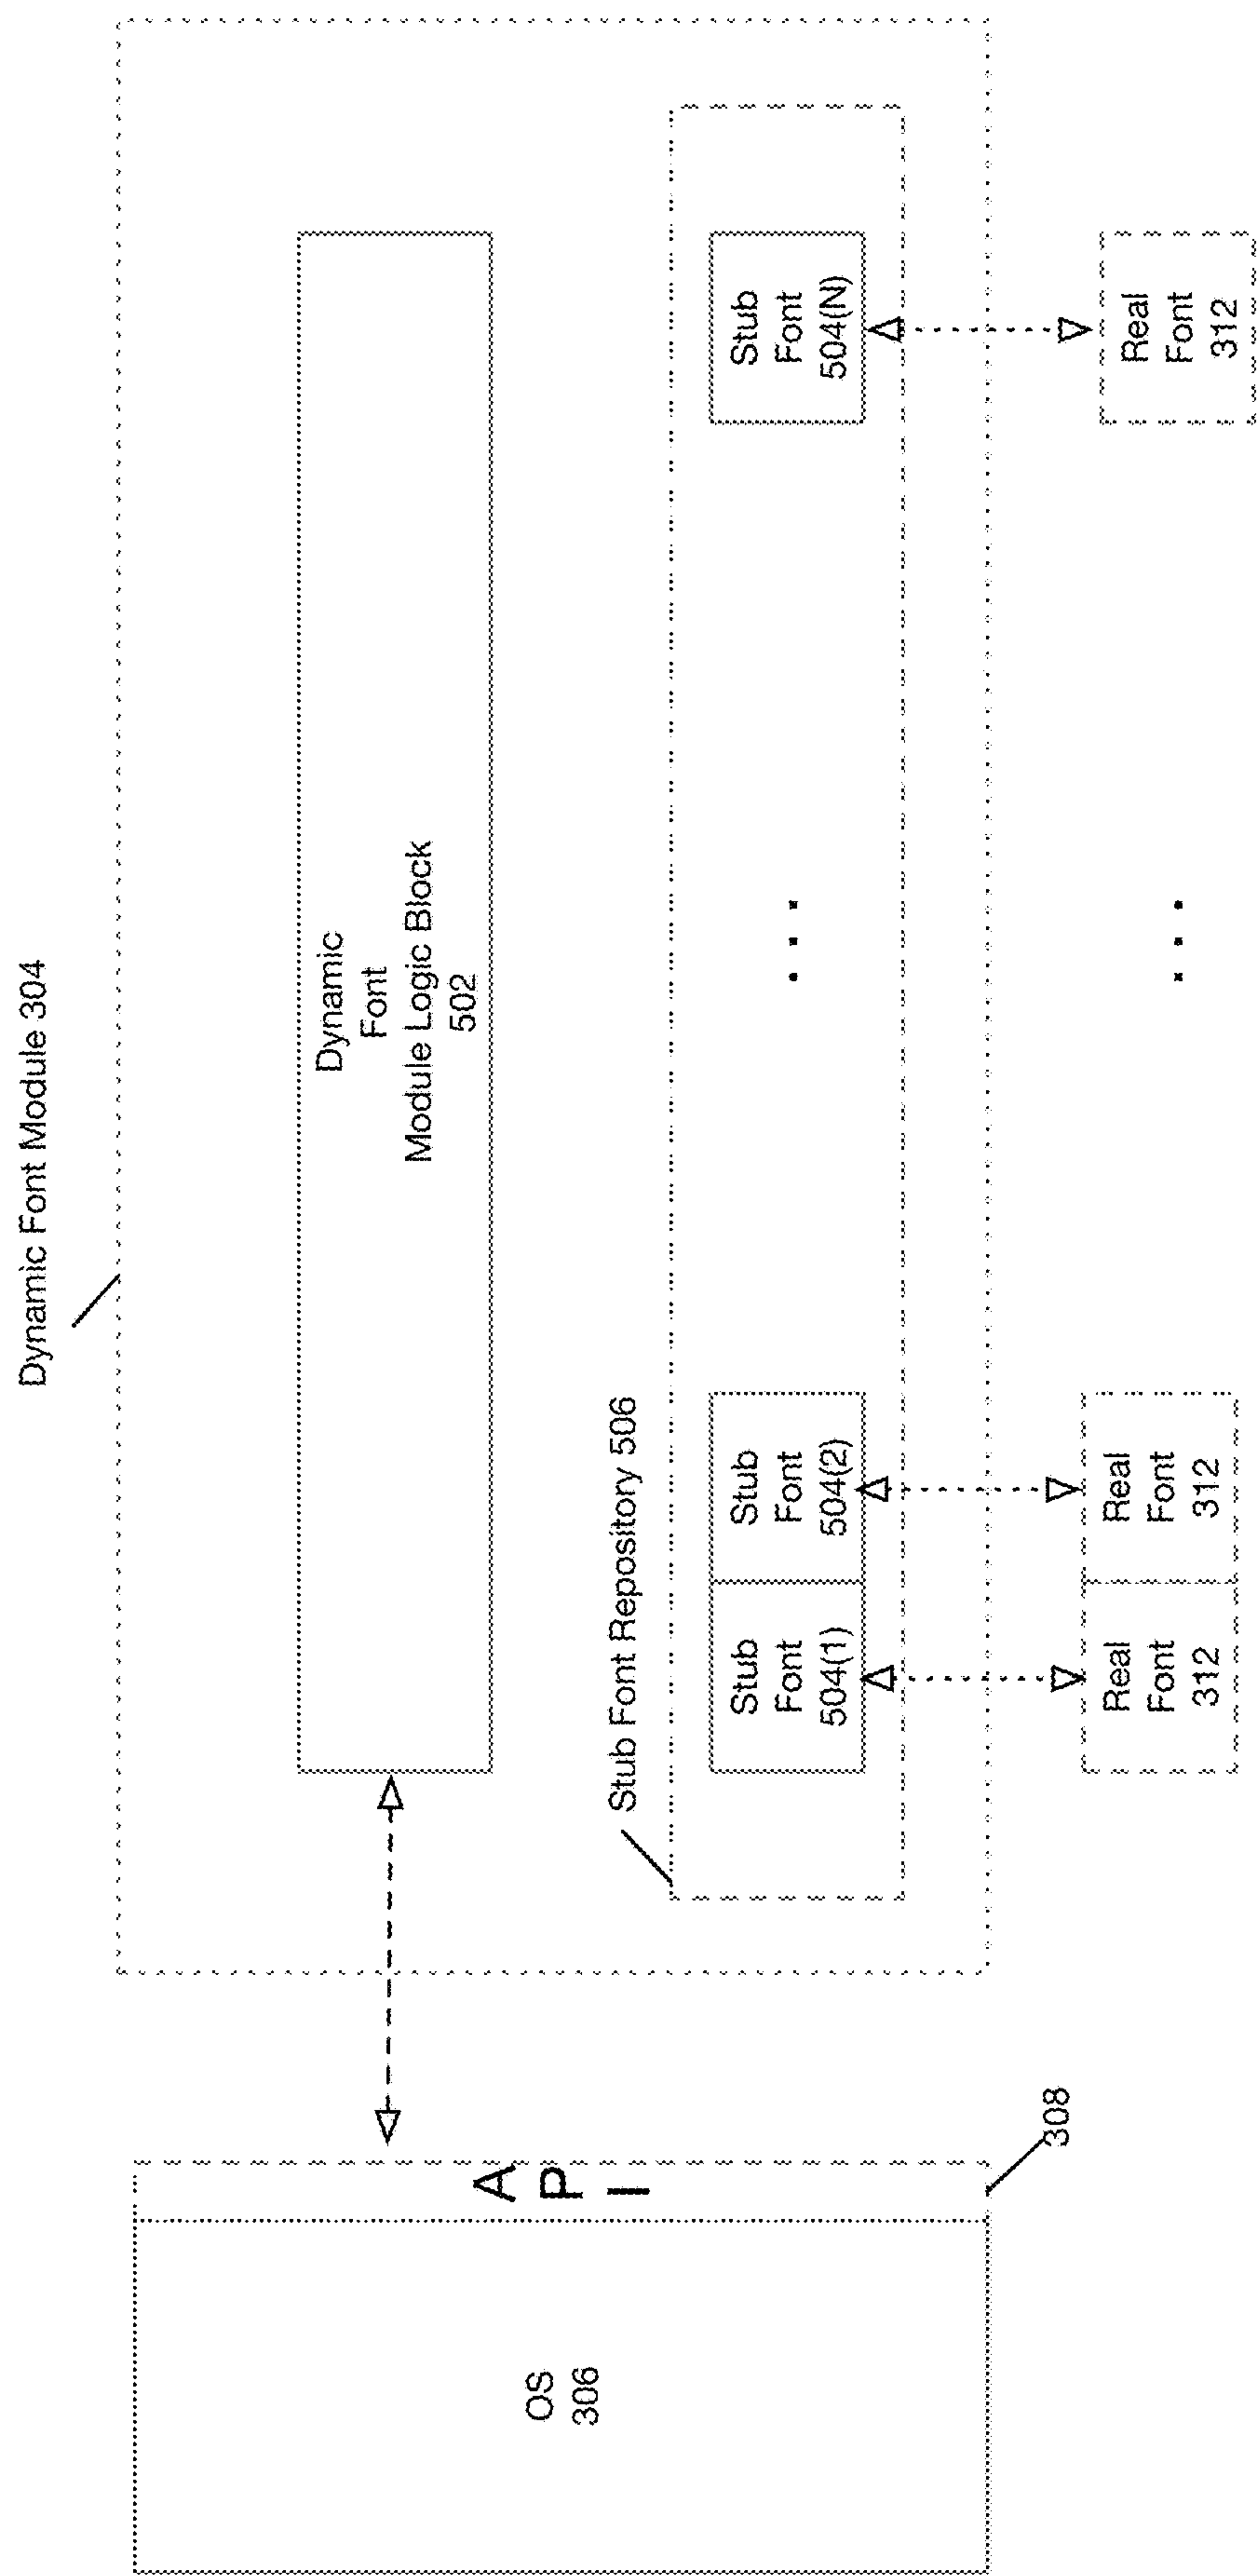 Dynamic Font Module 304
OS
306
A
P
I
308
Dynamic
Font
Module Logic Block
502
Stub Font Repository 506
Stub
Font
504(1)
Stub
Font
504(2)
...
Stub
Font
504(N)
Real
Font
312
Real
Font
312
...
Real
Font
312